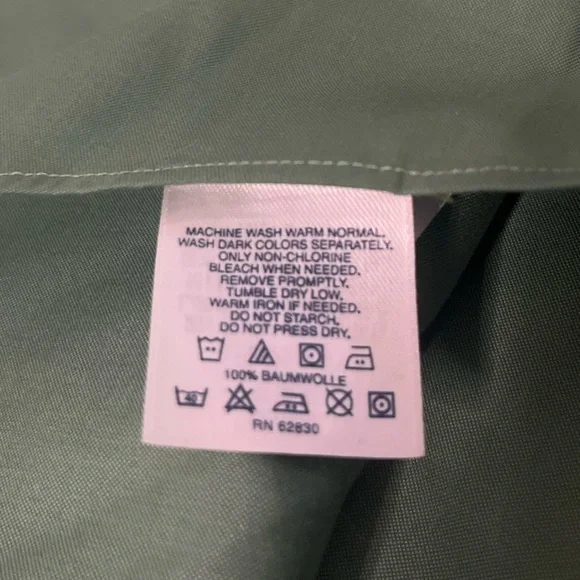 MACHINE WASH WARM NORMAL.
WASH DARK COLORS SEPARATELY.
ONLY NON-CHLORINE
BLEACH WHEN NEEDED.
REMOVE PROMPTLY.
TUMBLE DRY LOW.
WARM IRON IF NEEDED.
DO NOT STARCH.
DO NOT PRESS DRY.
100% BAUMWOLLE
40
RN 62830